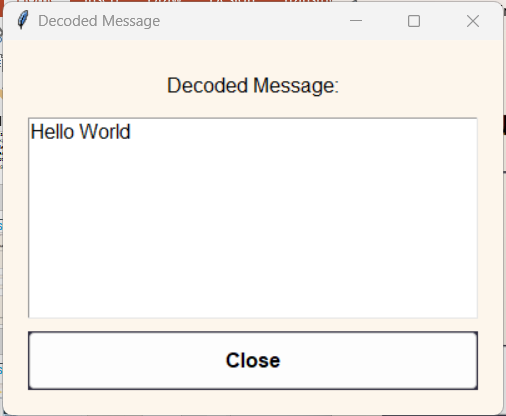 Decoded Message
Decoded Message:
Hello World
Close